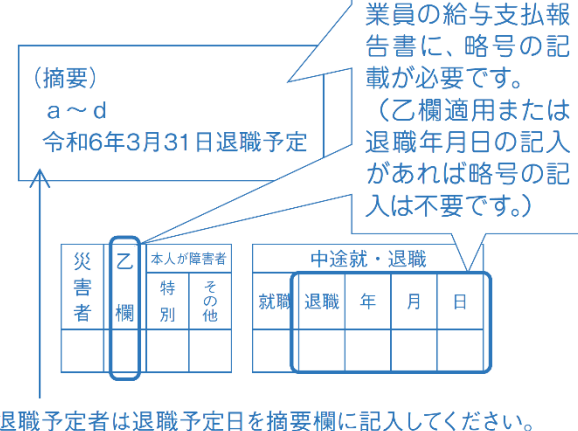 業員の給与支払報
告書に、略号の記
載が必要です。
（乙欄適用または
退職年月日の記入
があれば略号の記
入は不要です。）
（摘要）
a～d
令和6年3月31日退職予定
災害者
乙欄
本人が障害者
特別
その他
中途就・退職
就職 退職 年 月 日
退職予定者は退職予定日を摘要欄に記入してください。